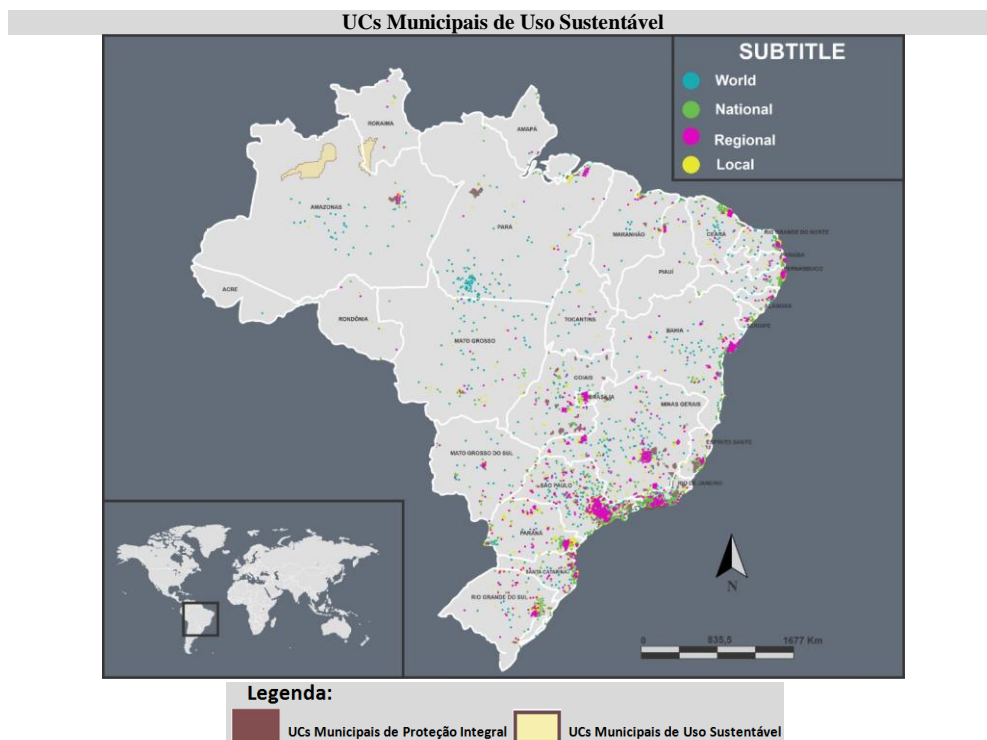 UCs Municipais de Uso Sustentável
SUBTITLE
World
National
Regional
Local
RORAIMA
AMAPÁ
AMAZONAS
PARÁ
MARANHÃO
CEARÁ
RIO GRANDE DO NORTE
PERNAMBUCO
PIAUÍ
ACRE
RONDÔNIA
TOCANTINS
BAHIA
SERGIPE
MATO GROSSO
GOIAIS
BRASÍLIA
MINAS GERAIS
ESPÍRITO SANTO
MATO GROSSO DO SUL
SÃO PAULO
RIO DE JANEIRO
PARANÁ
SANTA CATARINA
RIO GRANDE DO SUL
N
0 835,5 1677 Km
Legenda:
UCs Municipais de Proteção Integral UCs Municipais de Uso Sustentável